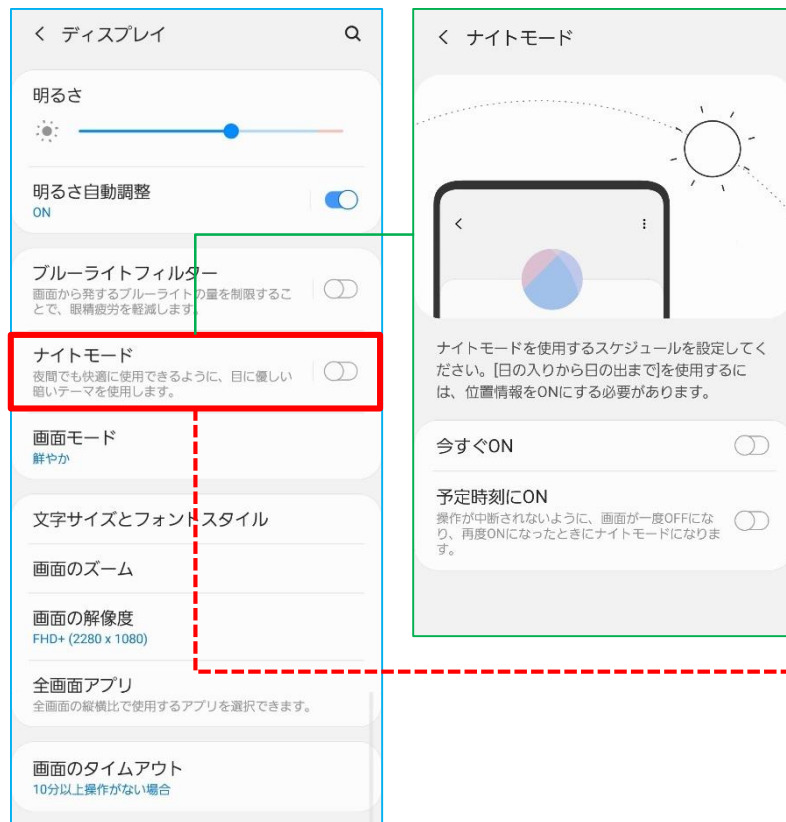 ディスプレイ
明るさ
明るさ自動調整
ON
ブルーライトフィルター
画面から発するブルーライトの量を制限するこ
とで、眼精疲労を軽減します。
ナイトモード
夜間でも快適に使用できるように、目に優しい
暗いテーマを使用します。
画面モード
鮮やか
文字サイズとフォントスタイル
画面のズーム
画面の解像度
FHD+ (2280 x 1080)
全画面アプリ
全画面の縦横比で使用するアプリを選択できます。
画面のタイムアウト
10分以上操作がない場合
ナイトモード
ナイトモードを使用するスケジュールを設定してく
ださい。[日の入りから日の出まで]を使用するに
は、位置情報をONにする必要があります。
今すぐON
予定時刻にON
操作が中断されないように、画面が一度OFFにな
り、再度ONになったときにナイトモードになりま
す。